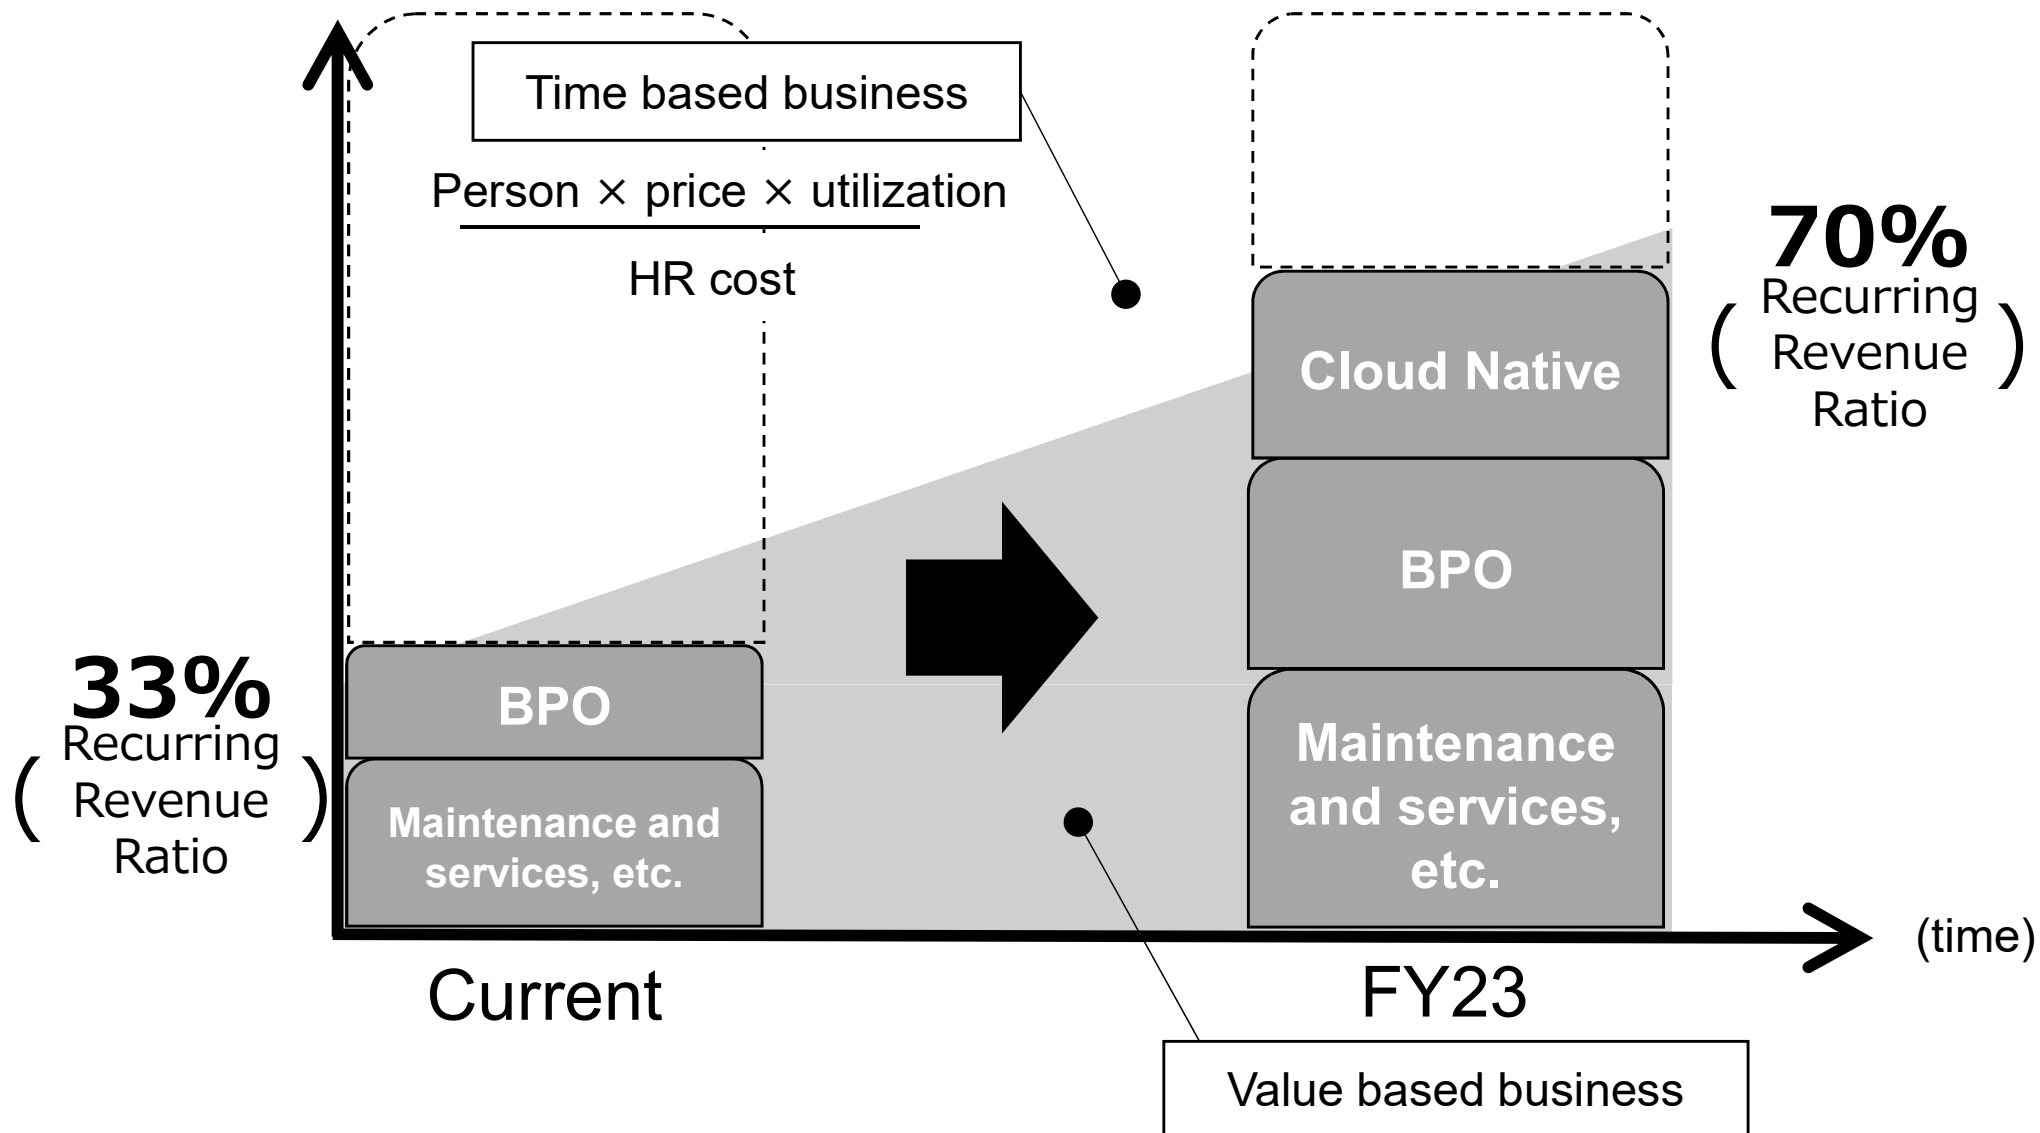 Time based business
Person × price × utilization
HR cost
70%
(Recurring
Revenue
Ratio)
Cloud Native
BPO
Maintenance
and services,
etc.
33%
(Recurring
Revenue
Ratio)
BPO
Maintenance and
services, etc.
(time)
Current
FY23
Value based business